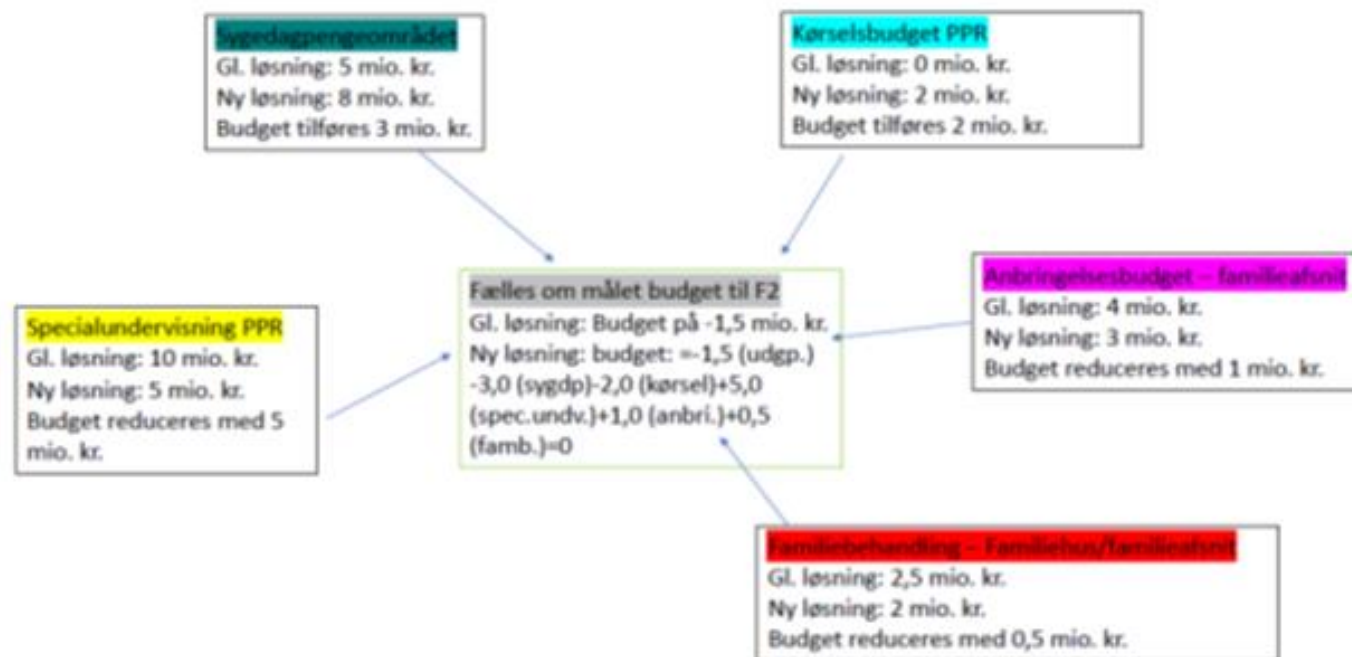 Sygedagpengeområdet
Gl. løsning: 5 mio. kr.
Ny løsning: 8 mio. kr.
Budget tilføres 3 mio. kr.
Kørselsbudget PPR
Gl. løsning: 0 mio. kr.
Ny løsning: 2 mio. kr.
Budget tilføres 2 mio. kr.
Specialundervisning PPR
Gl. løsning: 10 mio. kr.
Ny løsning: 5 mio. kr.
Budget reduceres med 5
mio. kr.
Fælles om målet budget til F2
Gl. løsning: Budget på -1,5 mio. kr.
Ny løsning: budget: =-1,5 (udgp.)
-3,0 (sygdp)-2,0 (kørsel)+5,0
(spec.undv.)+1,0 (anbri.)+0,5
(famb.)=0
Anbringelsesbudget – familieafsnit
Gl. løsning: 4 mio. kr.
Ny løsning: 3 mio. kr.
Budget reduceres med 1 mio. kr.
Familiebehandling – Familiehus/familieafsnit
Gl. løsning: 2,5 mio. kr.
Ny løsning: 2 mio. kr.
Budget reduceres med 0,5 mio. kr.